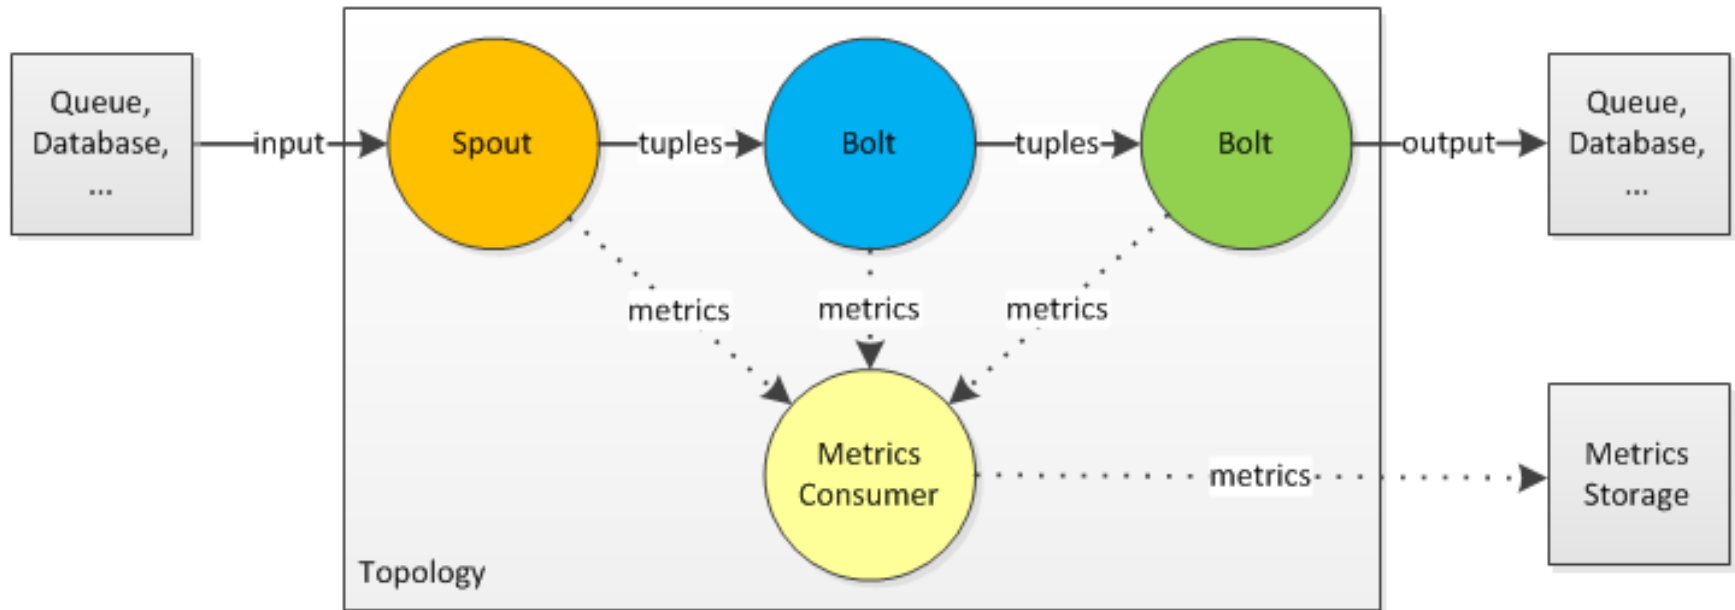 Queue,
Database,
...
input
Spout
tuples
Bolt
tuples
Bolt
output
Queue,
Database,
...
metrics
metrics
metrics
Metrics
Consumer
metrics
Metrics
Storage
Topology